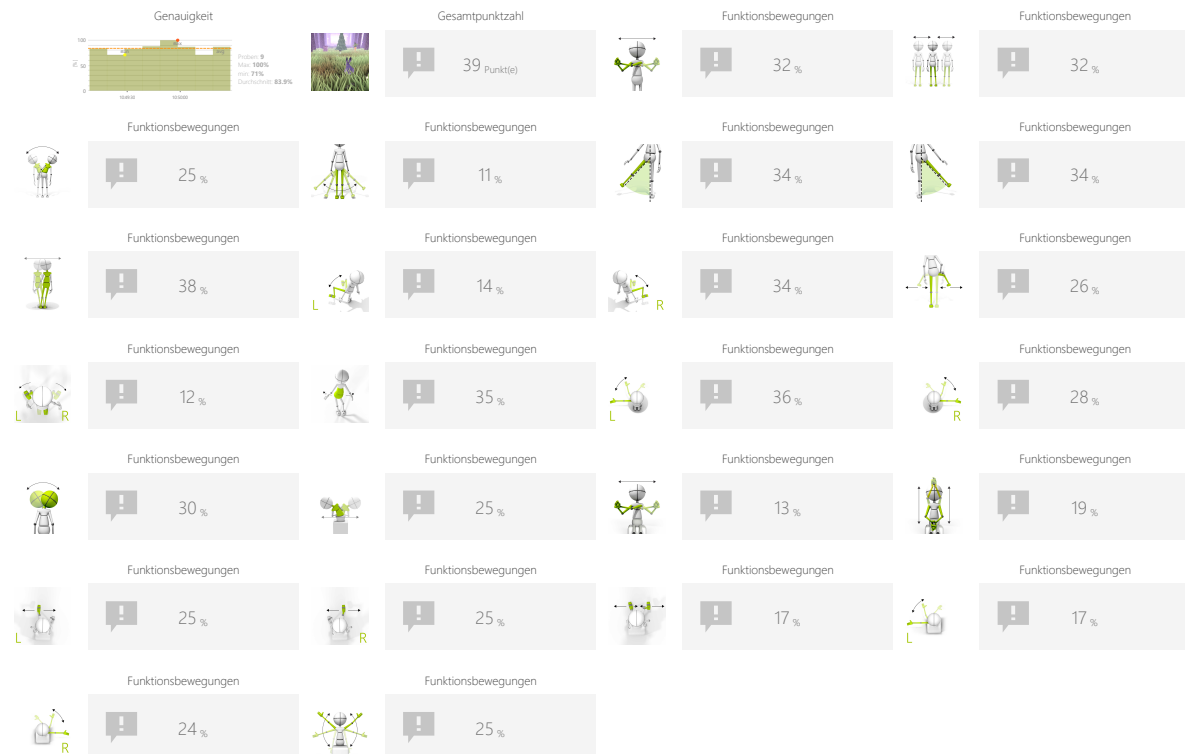 Genauigkeit
Gesamtpunktzahl
Funktionsbewegungen
Funktionsbewegungen
100
50
0
[%]
Proben: 9
Max: 100%
min: 71%
Durchschnitt: 83.9%
39 Punkt(e)
32 %
32 %
Funktionsbewegungen
Funktionsbewegungen
Funktionsbewegungen
Funktionsbewegungen
25 %
11 %
34 %
34 %
Funktionsbewegungen
Funktionsbewegungen
Funktionsbewegungen
Funktionsbewegungen
38 %
L
14 %
R
34 %
26 %
Funktionsbewegungen
Funktionsbewegungen
Funktionsbewegungen
Funktionsbewegungen
L R
12 %
35 %
L
36 %
R
28 %
Funktionsbewegungen
Funktionsbewegungen
Funktionsbewegungen
Funktionsbewegungen
30 %
25 %
13 %
19 %
Funktionsbewegungen
Funktionsbewegungen
Funktionsbewegungen
Funktionsbewegungen
L
25 %
R
25 %
17 %
L
17 %
Funktionsbewegungen
Funktionsbewegungen
R
24 %
25 %